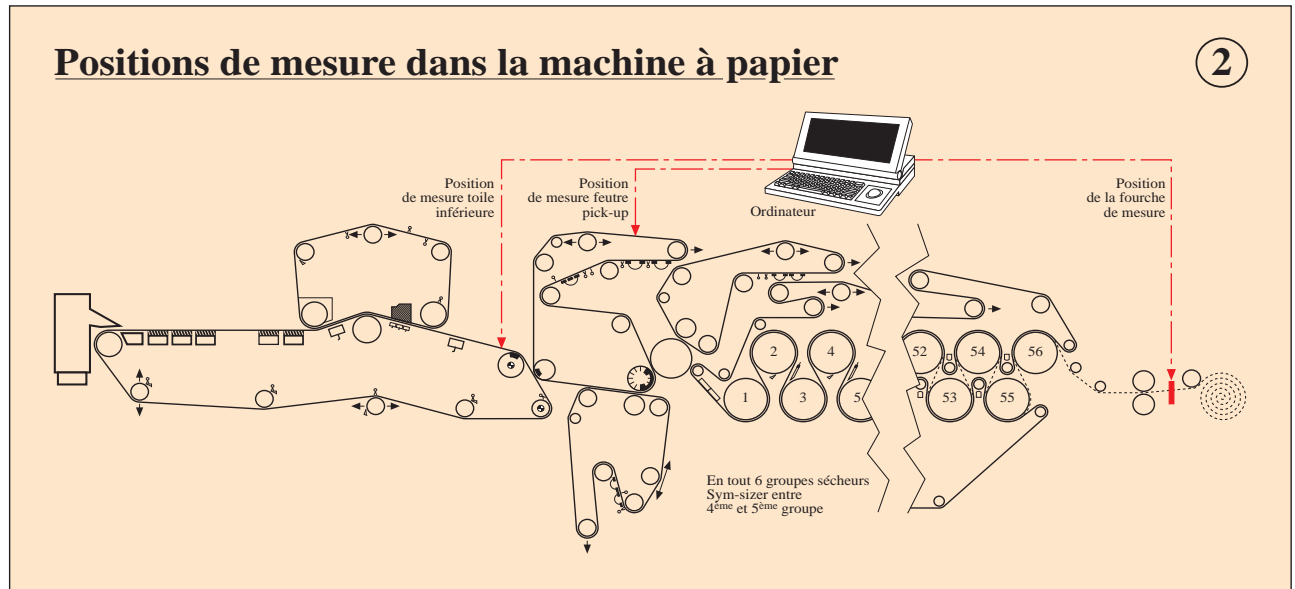 Positions de mesure dans la machine à papier
2
Position
de mesure toile
inférieure
Position
de mesure feutre
pick-up
Ordinateur
Position
de la fourche
de mesure
2
4
52
54
56
1
3
5
53
55
En tout 6 groupes sécheurs
Sym-sizer entre
4ème et 5ème groupe